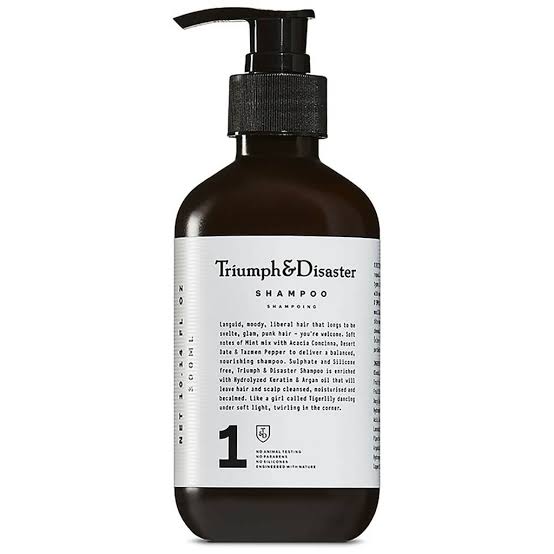 Triumph&Disaster
SHAMPOO
SHAMPOING
Languid, moody, liberal hair that longs to be
svelte, glam, punk hair – you're welcome. Soft
notes of Mint mix with Acacia Concinna, Desert
Date & Tazman Pepper to deliver a balanced,
nourishing shampoo. Sulphate and Silicone
free, Triumph & Disaster Shampoo is enriched
with Hydrolyzed Keratin & Argan oil that will
leave hair and scalp cleansed, moisturised and
becalmed. Like a girl called Tigerlily dancing
under soft light, twirling in the corner.
1
T&D
NO ANIMAL TESTING
NO PARABENS
NO SILICONES
ENGINEERED WITH NATURE
NET 10.14 FL OZ
300ML